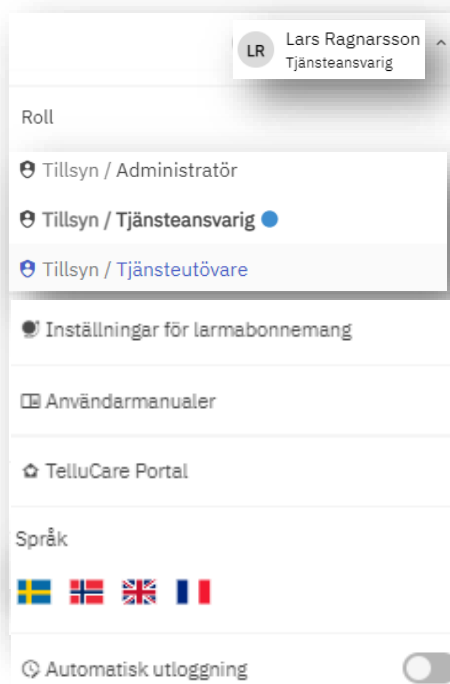 LR
Lars Ragnarsson
Tjänsteansvarig
Roll
Tillsyn / Administratör
Tillsyn / Tjänsteansvarig
Tillsyn / Tjänsteutövare
Inställningar för larmabonnemang
Användarmanualer
TelluCare Portal
Språk
Automatisk utloggning